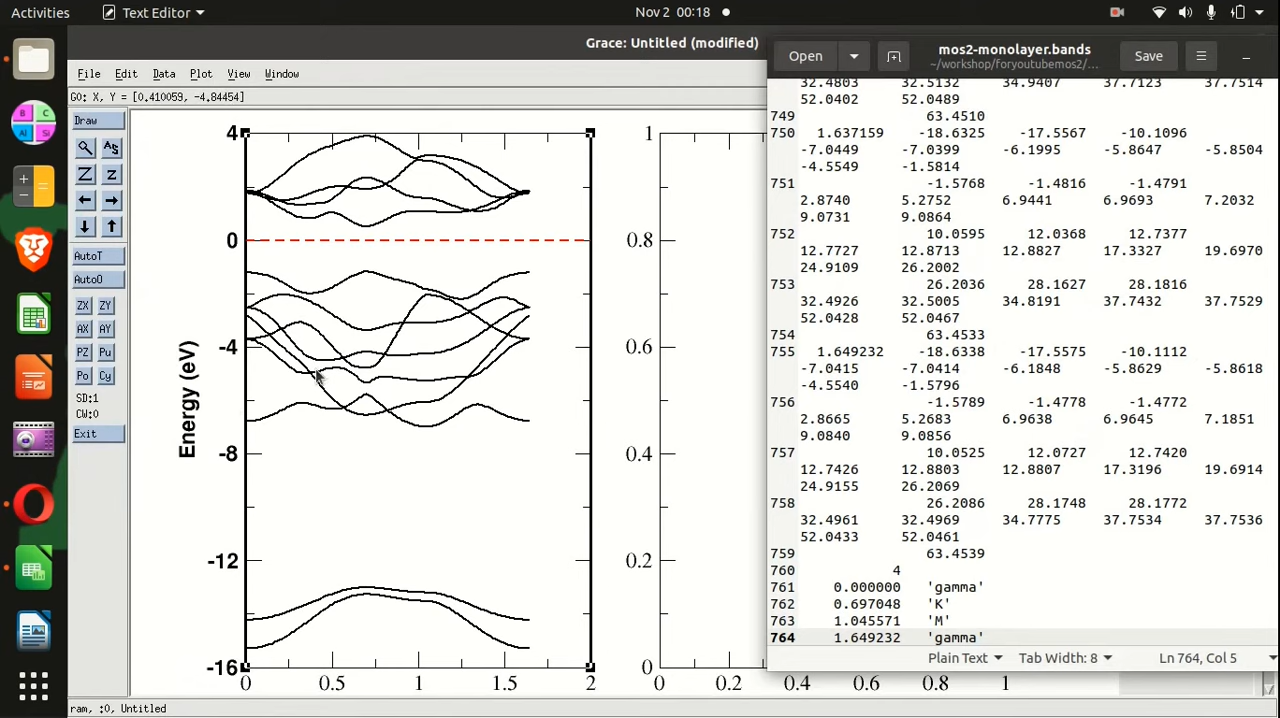 Activities
Text Editor
Nov 2 00:18
Grace: Untitled (modified)
File Edit Data Plot View Window
G0: X, Y = [0.410059, -4.84454]
Draw
AS
Z z
AutoT
AutoO
ZX ZY
AX AY
PZ Pu
Po Cy
SD:1
CW:0
Exit
4
0
-4
-8
-12
-16
Energy (eV)
0 0.5 1 1.5 2
1
0.8
0.6
0.4
0.2
0
0 0.2 0.4 0.6 0.8 1
ram, :0, Untitled
Open
mos2-monolayer.bands
~/workshop/foryoutubemos2/...
Save
32.4803 32.5132 34.9407 37.7123 37.7514
52.0402 52.0489
749 63.4510
750 1.637159 -18.6325 -17.5567 -10.1096
-7.0449 -7.0399 -6.1995 -5.8647 -5.8504
-4.5549 -1.5814
751 -1.5768 -1.4816 -1.4791
2.8740 5.2752 6.9441 6.9693 7.2032
9.0731 9.0864
752 10.0595 12.0368 12.7377
12.7727 12.8713 12.8827 17.3327 19.6970
24.9109 26.2002
753 26.2036 28.1627 28.1816
32.4926 32.5005 34.8191 37.7432 37.7529
52.0428 52.0467
754 63.4533
755 1.649232 -18.6338 -17.5575 -10.1112
-7.0415 -7.0414 -6.1848 -5.8629 -5.8618
-4.5540 -1.5796
756 -1.5789 -1.4778 -1.4772
2.8665 5.2683 6.9638 6.9645 7.1851
9.0840 9.0856
757 10.0525 12.0727 12.7420
12.7426 12.8803 12.8807 17.3196 19.6914
24.9155 26.2069
758 26.2086 28.1748 28.1772
32.4961 32.4969 34.7775 37.7534 37.7536
52.0433 52.0461
759 63.4539
760 4
761 0.000000 'gamma'
762 0.697048 'K'
763 1.045571 'M'
764 1.649232 'gamma'
Plain Text Tab Width: 8 Ln 764, Col 5